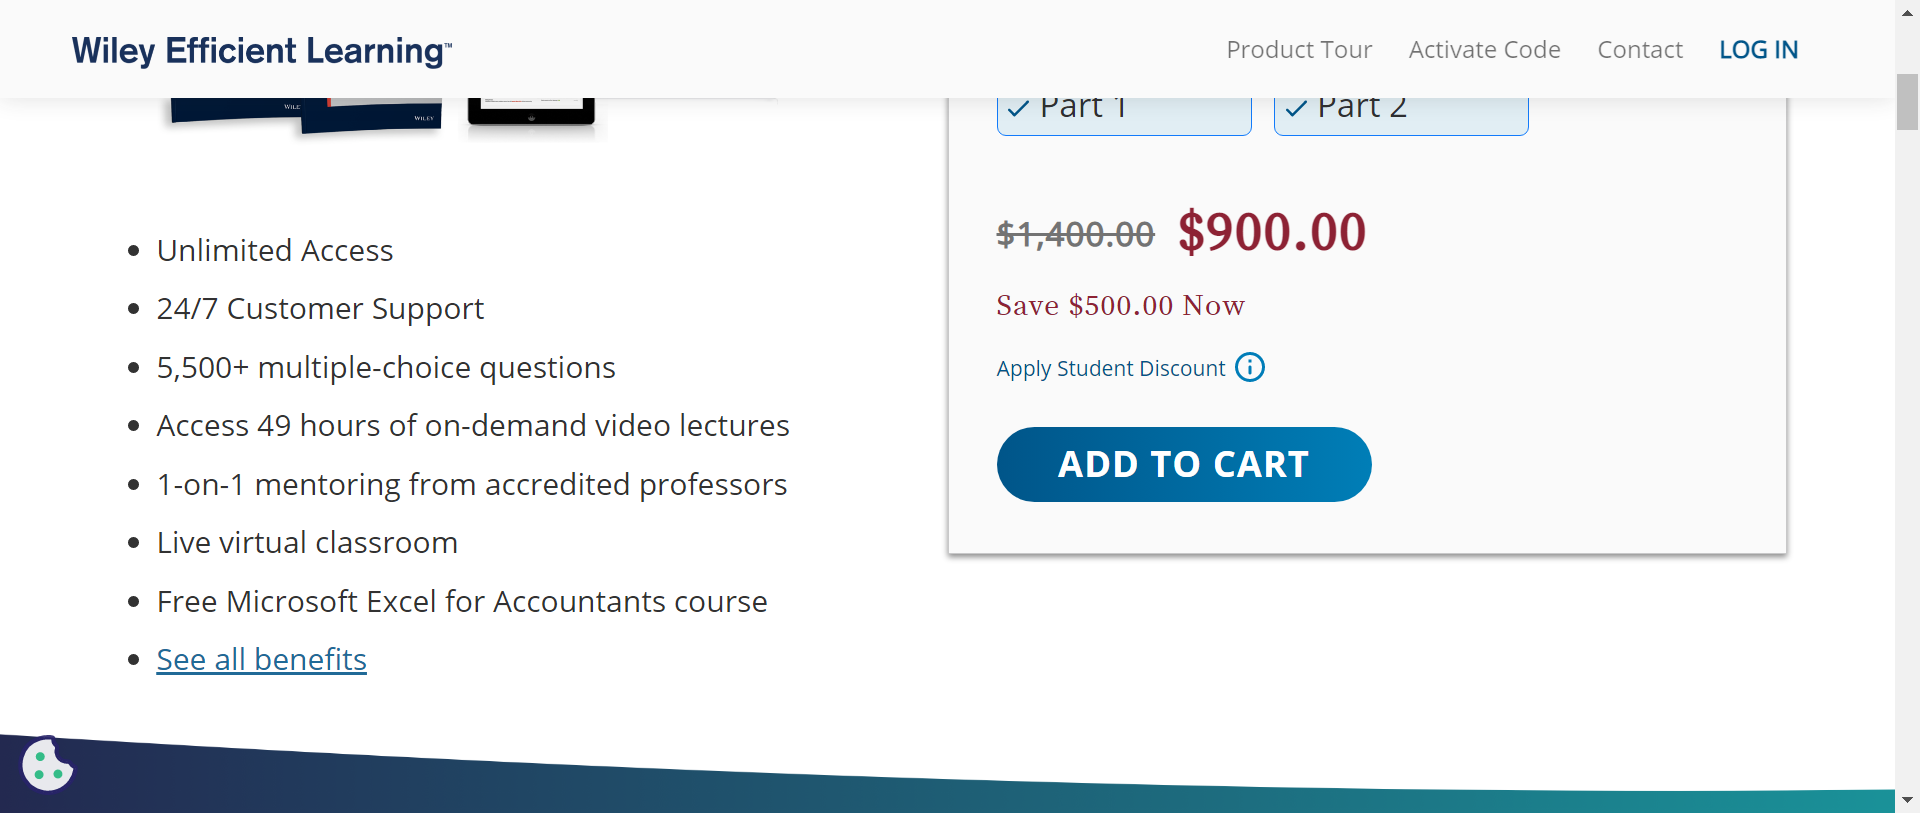 Wiley Efficient Learning™
Product Tour
Activate Code
Contact
LOG IN
WILEY
WILEY
Part 1
Part 2
$1,400.00 $900.00
Save $500.00 Now
Apply Student Discount
ADD TO CART
Unlimited Access
24/7 Customer Support
5,500+ multiple-choice questions
Access 49 hours of on-demand video lectures
1-on-1 mentoring from accredited professors
Live virtual classroom
Free Microsoft Excel for Accountants course
See all benefits